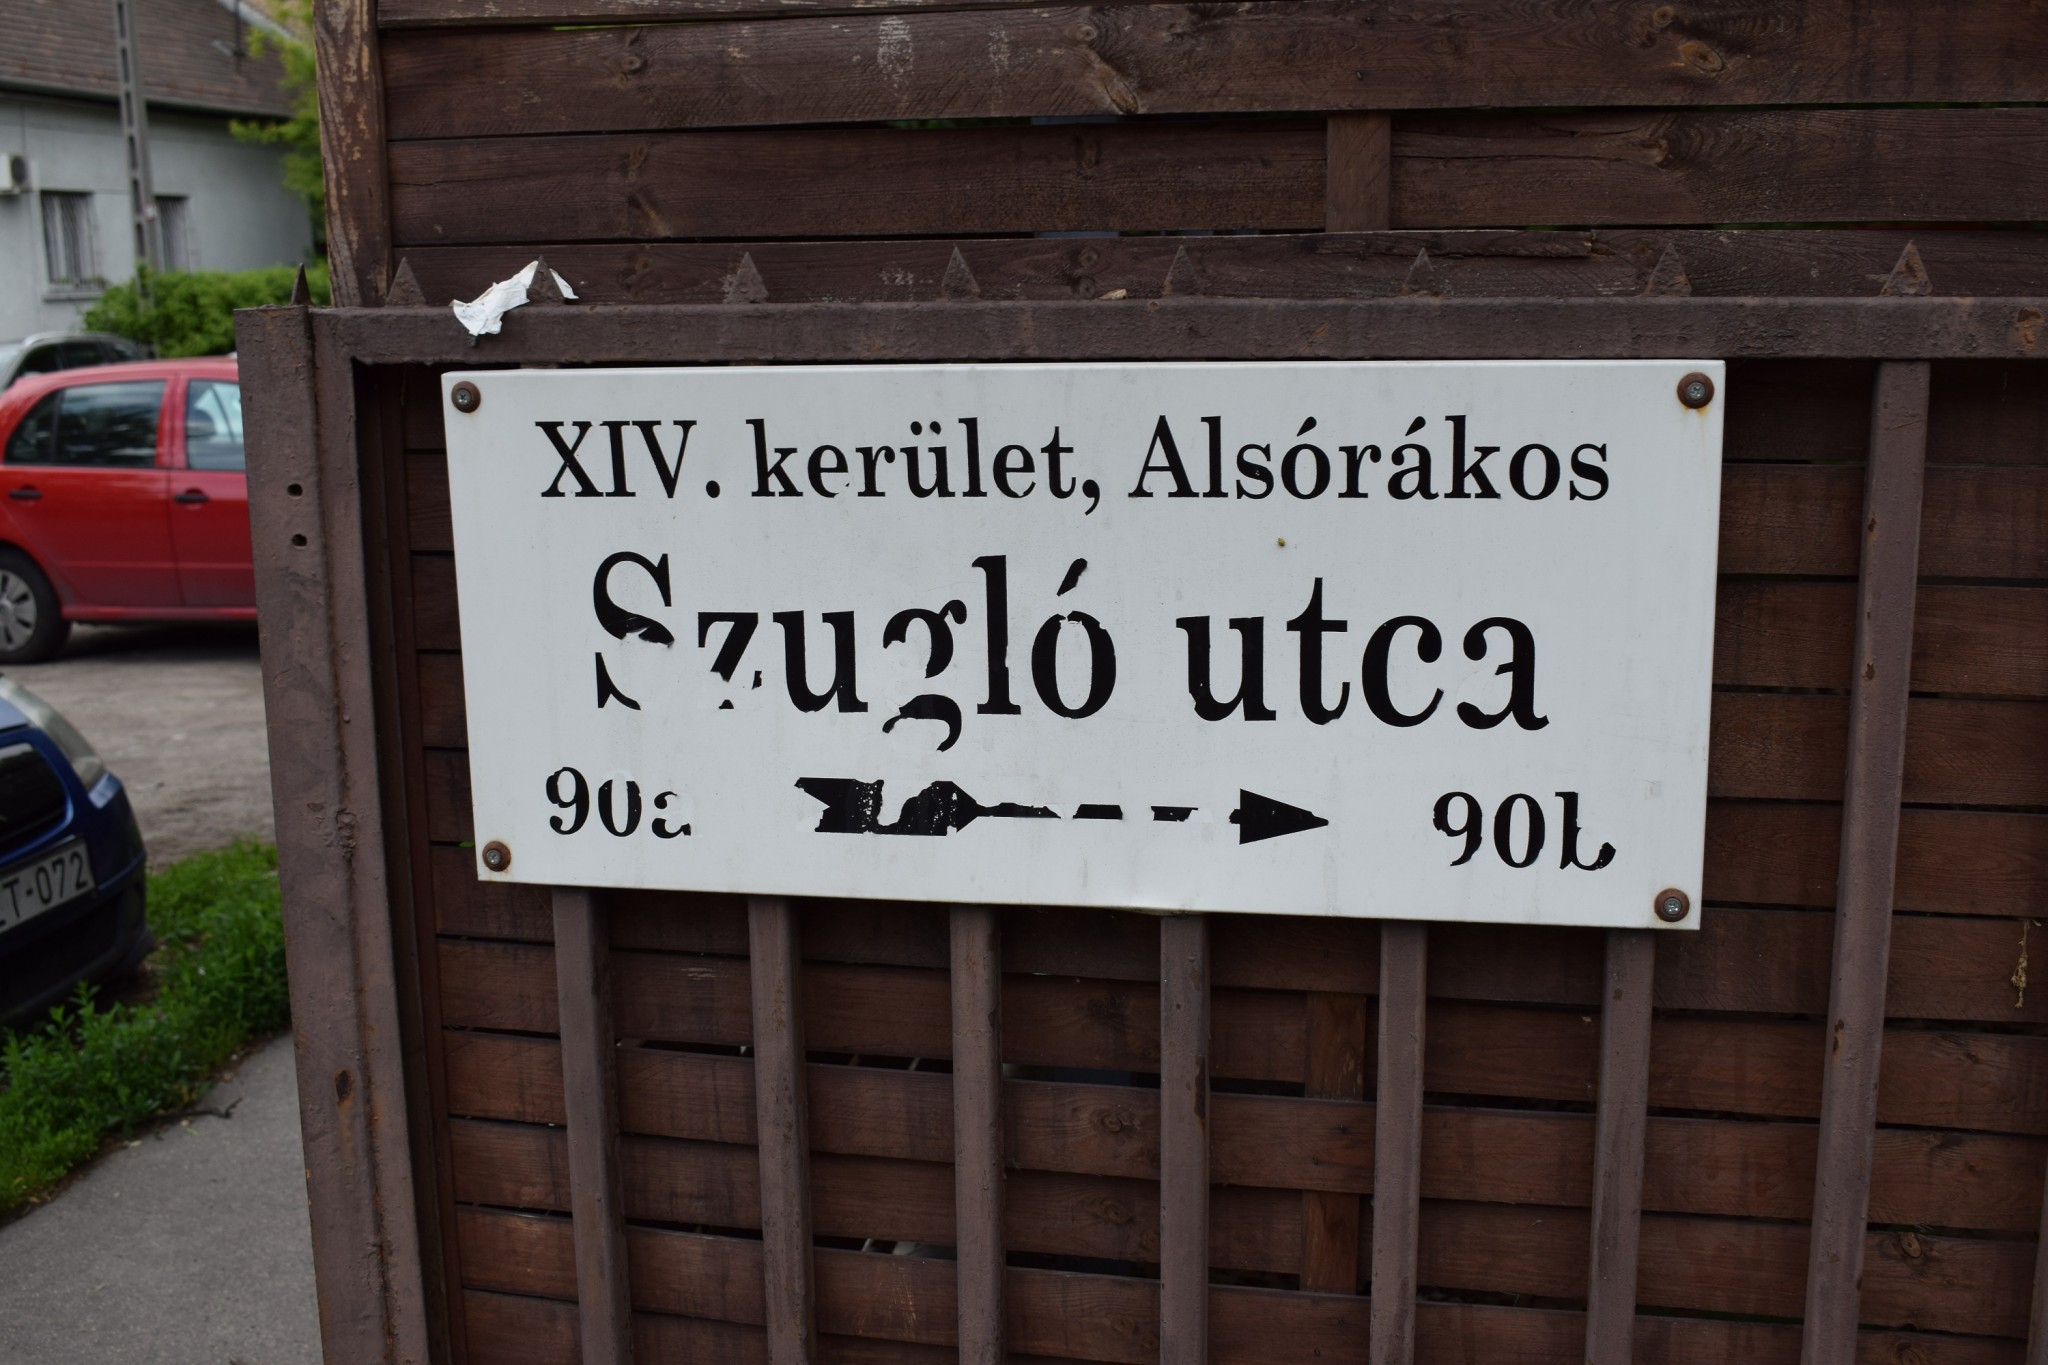 XIV. kerület, Alsórákos
Szugló utca
90a 90b